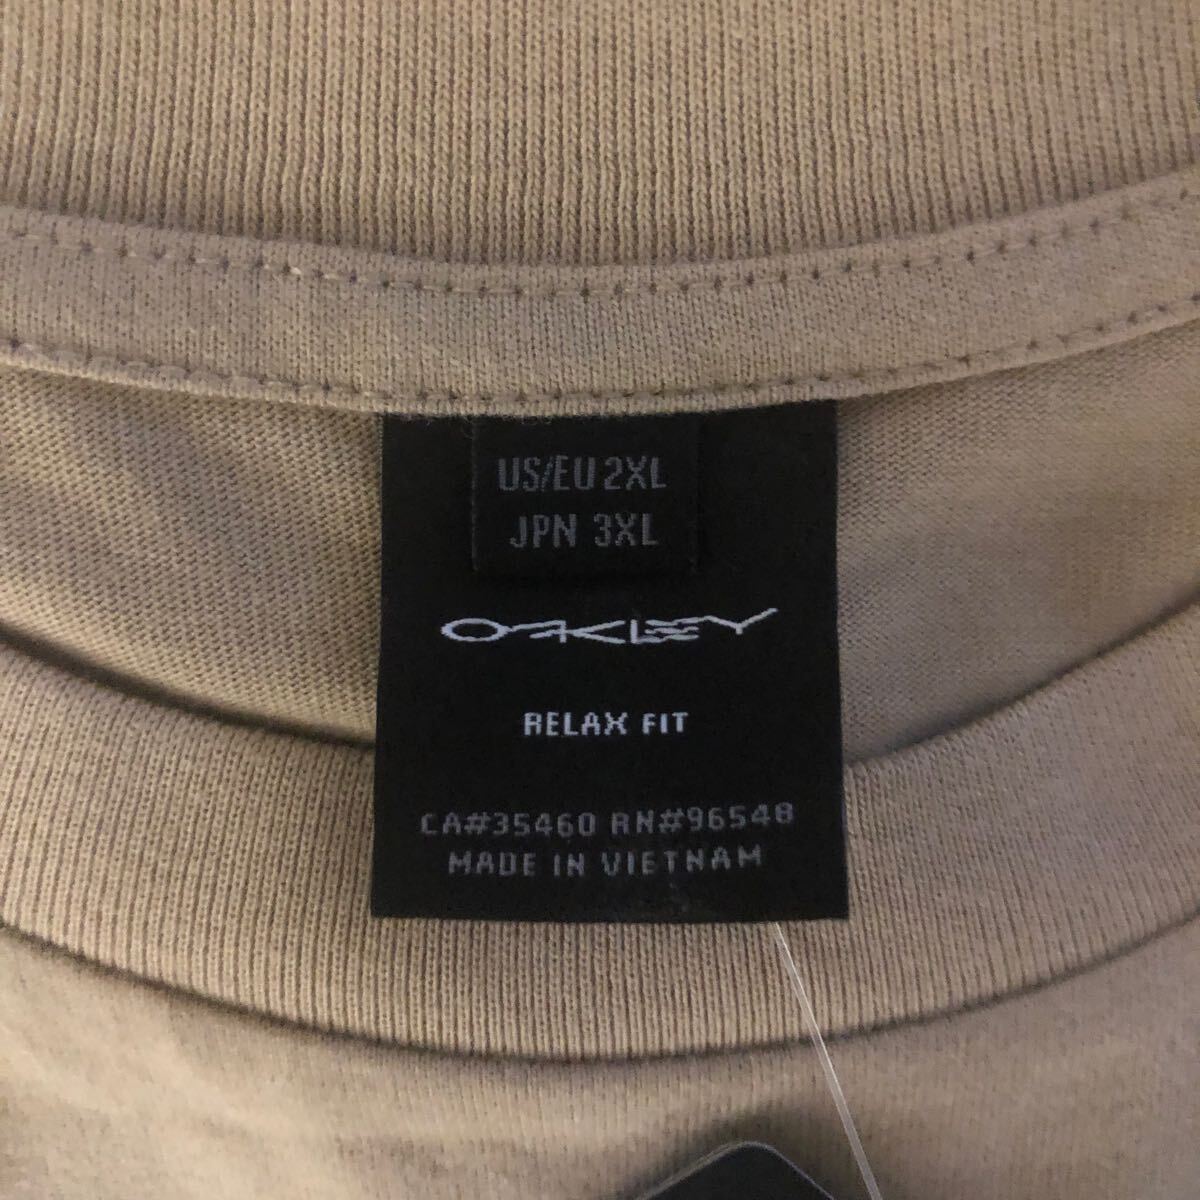 US/EU 2XL
JPN 3XL
OAKLEY
RELAX FIT
CA#35460 RN#96548
MADE IN VIETNAM